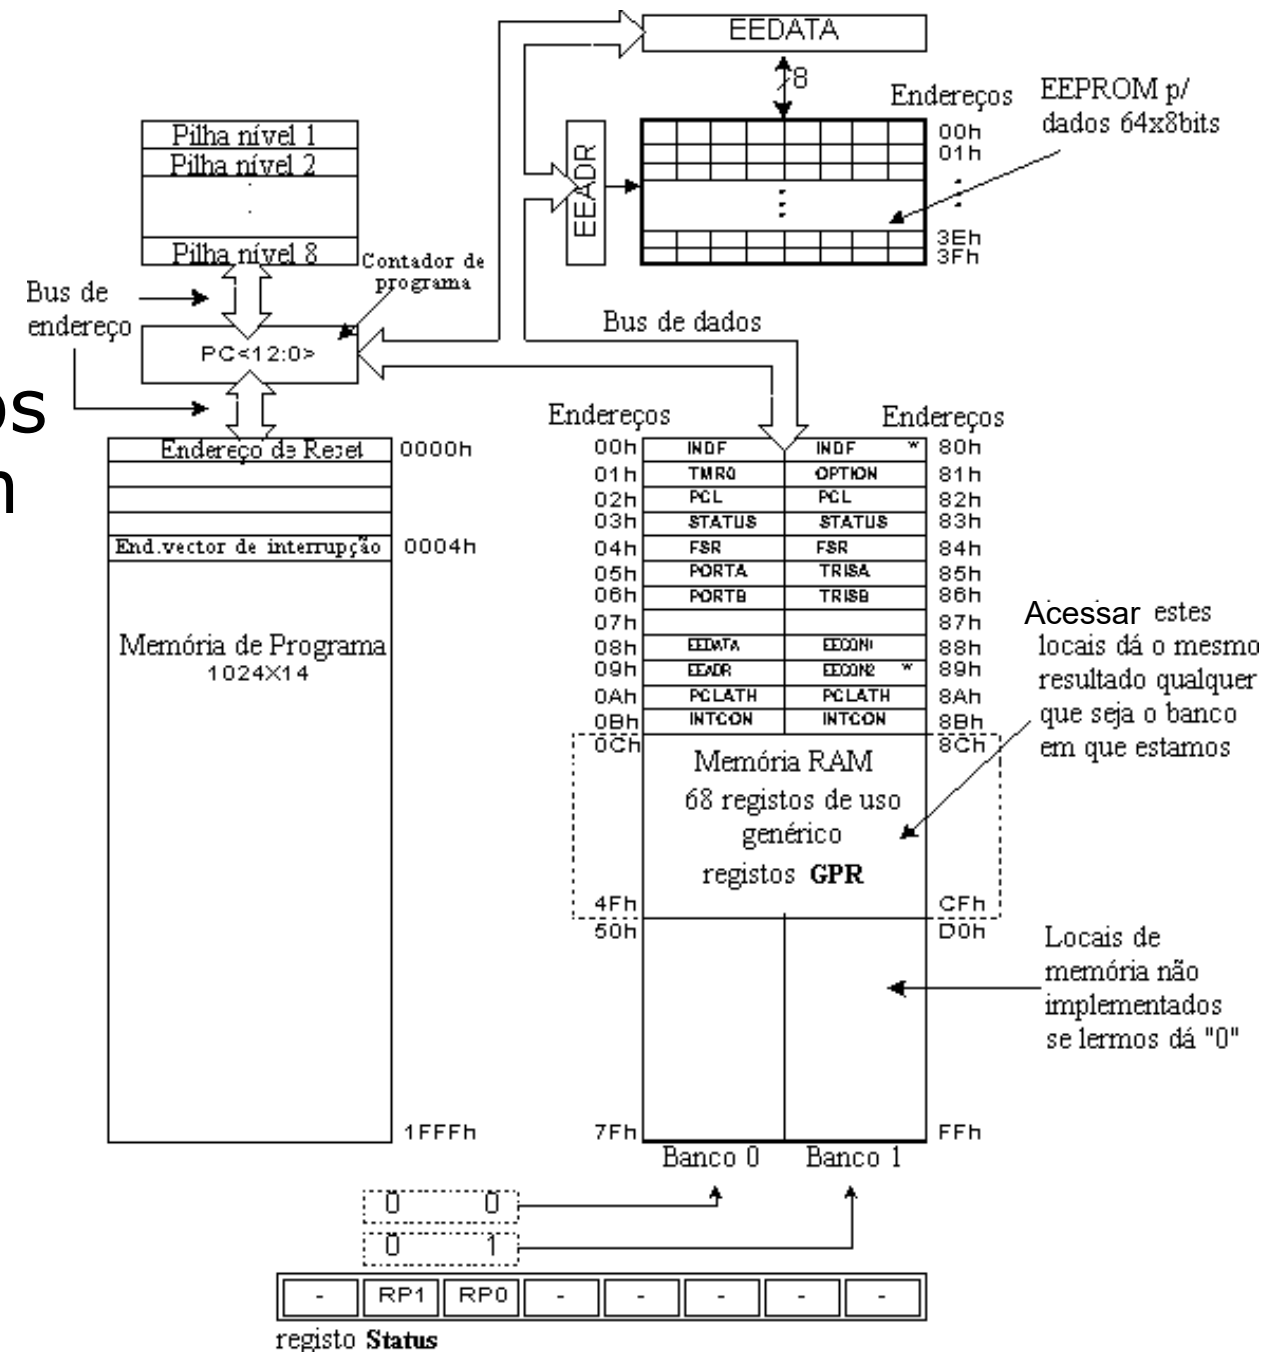 EEDATA
8
Endereços
EEPROM p/
dados 64x8bits
00h
01h
3Eh
3Fh
EEADR
Pilha nível 1
Pilha nível 2
Pilha nível 8
Contador de
programa
Bus de
endereço
PC<12:0>
Bus de dados
os
Endereço de Reset
0000h
End.vector de interrupção
0004h
Memória de Programa
1024X14
1FFFh
Endereços
Endereços
00h INDF INDF * 80h
01h TMR0 OPTION 81h
02h PCL PCL 82h
03h STATUS STATUS 83h
04h FSR FSR 84h
05h PORTA TRISA 85h
06h PORTB TRISB 86h
07h 87h
08h EEDATA EECON1 88h
09h EEADR EECON2 * 89h
0Ah PCLATH PCLATH 8Ah
0Bh INTCON INTCON 8Bh
0Ch 8Ch
Memória RAM
68 registos de uso
genérico
registos GPR
4Fh CFh
50h D0h
7Fh FFh
Acessar estes
locais dá o mesmo
resultado qualquer
que seja o banco
em que estamos
Locais de
memória não
implementados
se lermos dá "0"
Banco 0 Banco 1
0 0
0 1
- RP1 RP0 - - - - -
registo Status